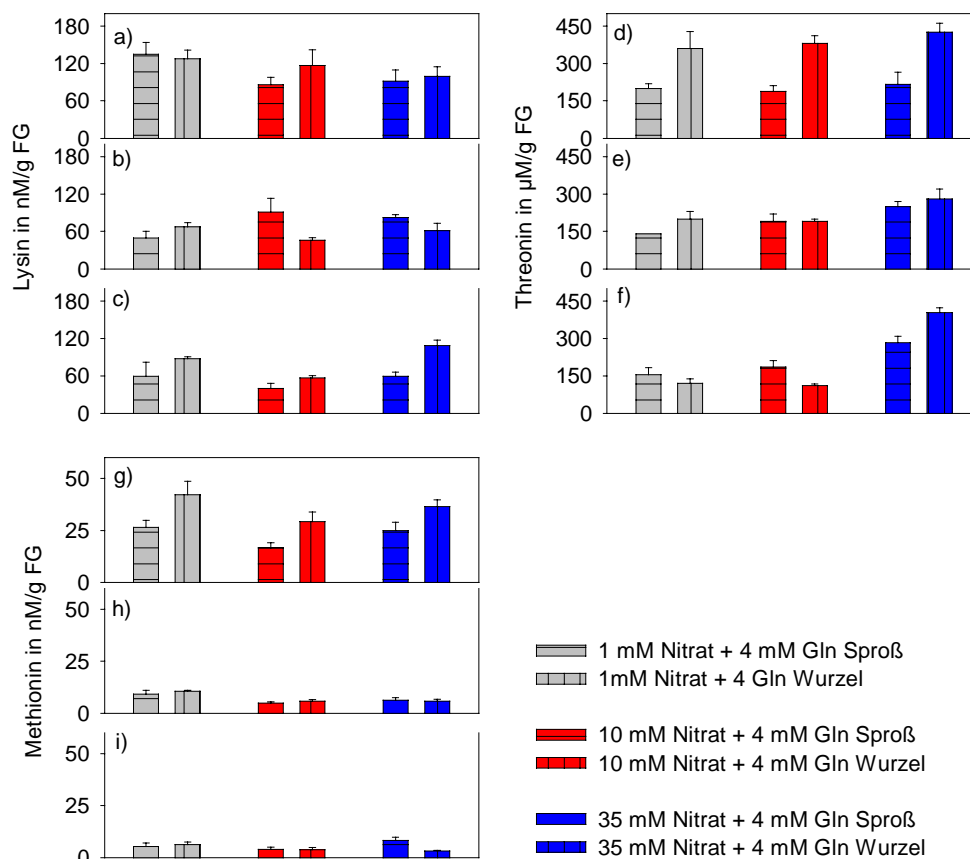 180
120
60
0
a)
180
120
60
0
b)
180
120
60
0
c)
Lysin in nM/g FG
450
300
150
0
d)
450
300
150
0
e)
450
300
150
0
f)
Threonin in µM/g FG
50
25
0
g)
50
25
0
h)
50
25
0
i)
Methionin in nM/g FG
1 mM Nitrat + 4 mM Gln Sproß
1mM Nitrat + 4 Gln Wurzel
10 mM Nitrat + 4 mM Gln Sproß
10 mM Nitrat + 4 mM Gln Wurzel
35 mM Nitrat + 4 mM Gln Sproß
35 mM Nitrat + 4 mM Gln Wurzel